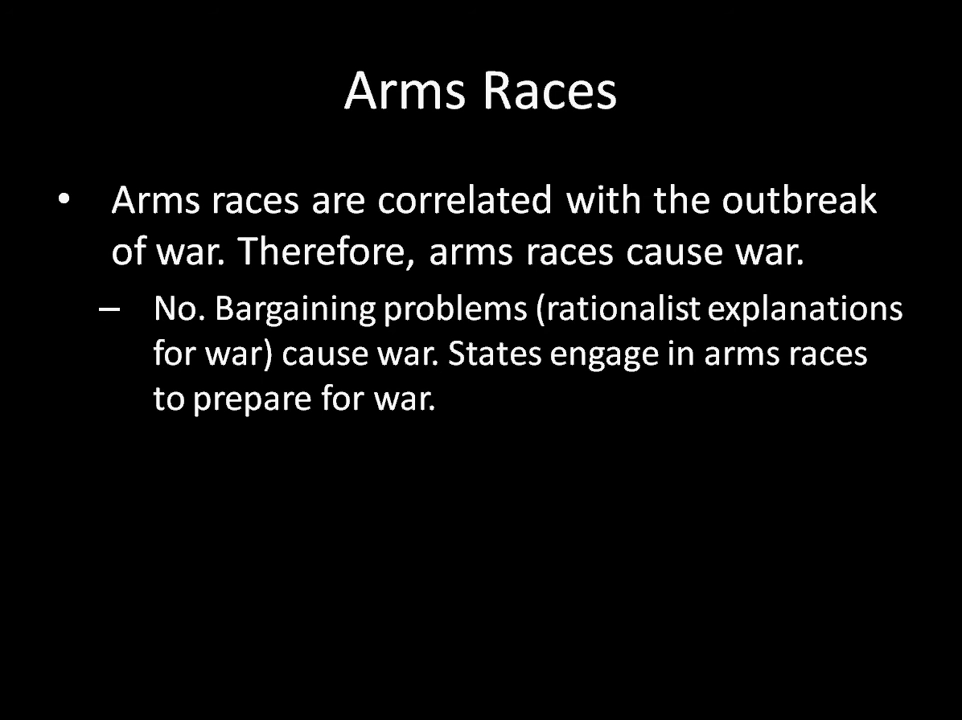 Arms Races
• Arms races are correlated with the outbreak
of war. Therefore, arms races cause war.
– No. Bargaining problems (rationalist explanations
for war) cause war. States engage in arms races
to prepare for war.